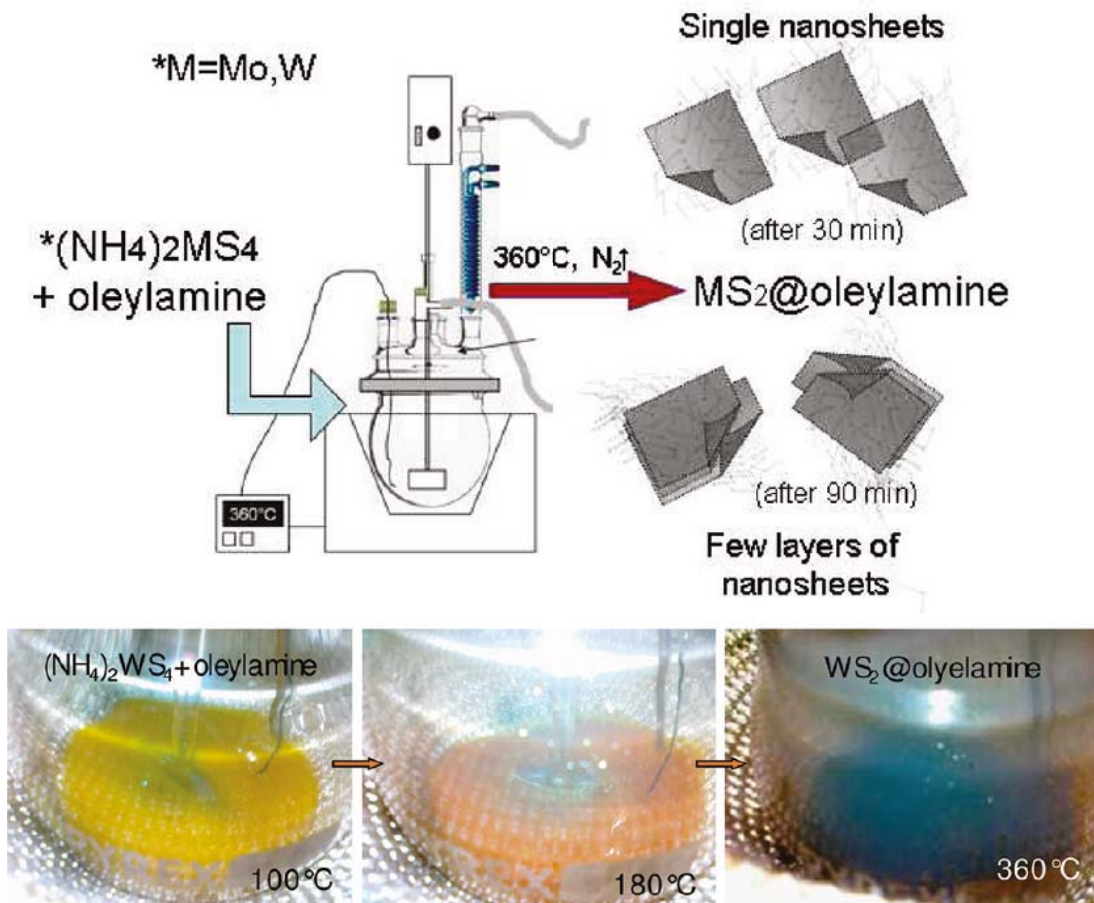 *M=Mo,W
Single nanosheets
(after 30 min)
*(NH4)2MS4
+ oleylamine
360°C, N₂↑
MS₂@oleylamine
360°C
(after 90 min)
Few layers of
nanosheets
(NH₄)₂WS₄+oleylamine
WS₂@olyelamine
100°C
180°C
360°C